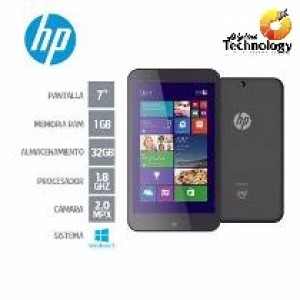 hp
Technology
PANTALLA 7"
MEMORIA RAM 1GB
ALMACENAMIENTO 32GB
PROCESADOR 1.8 GHZ
CÁMARA 2.0 MPX
SISTEMA
hp